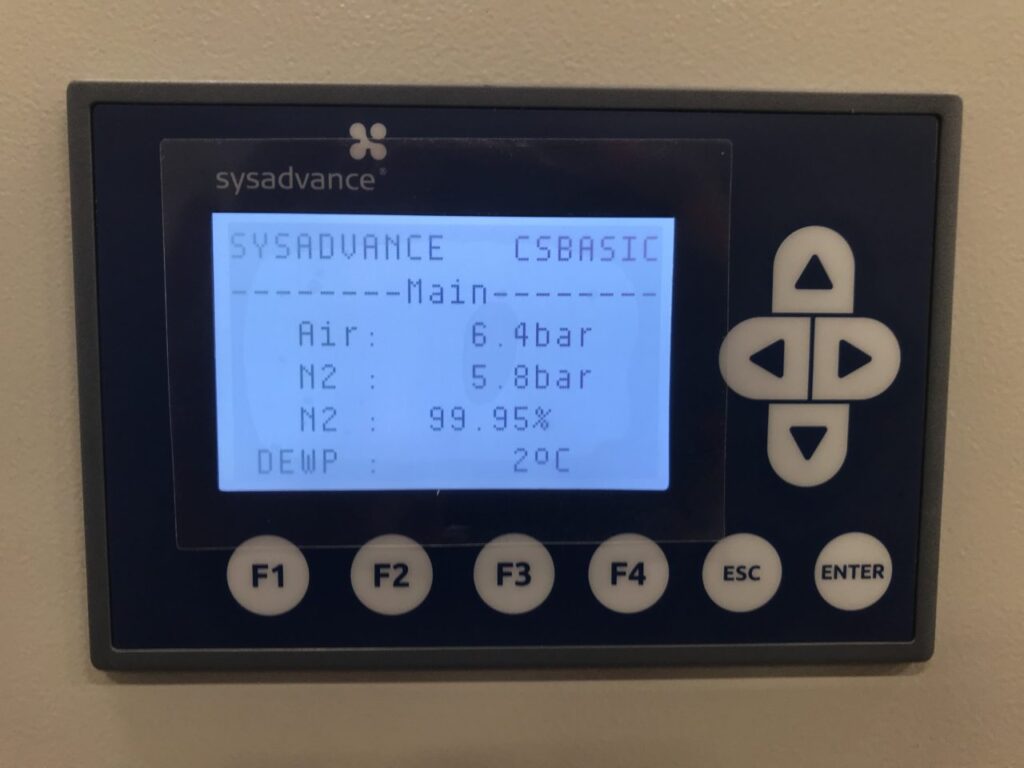 sysadvance®
SYSADVANCE CSBASIC
--------Main--------
Air: 6.4bar
N2 : 5.8bar
N2 : 99.95%
DEWP : 2ºC
F1 F2 F3 F4 ESC ENTER